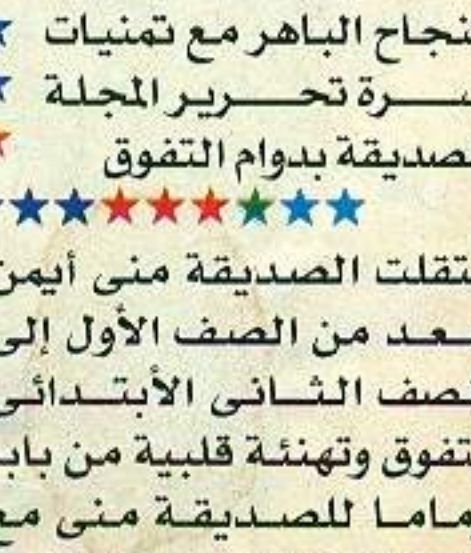 نجاح الباهر مع تمنيات
سرة تحرير المجلة
صديقة بدوام التفوق
تقلت الصديقة منى أيمن
عد من الصف الأول إلى
صف الثانى الأبتدائى
تفوق وتهنئة قلبية من بابا
ماما للصديقة منى مع